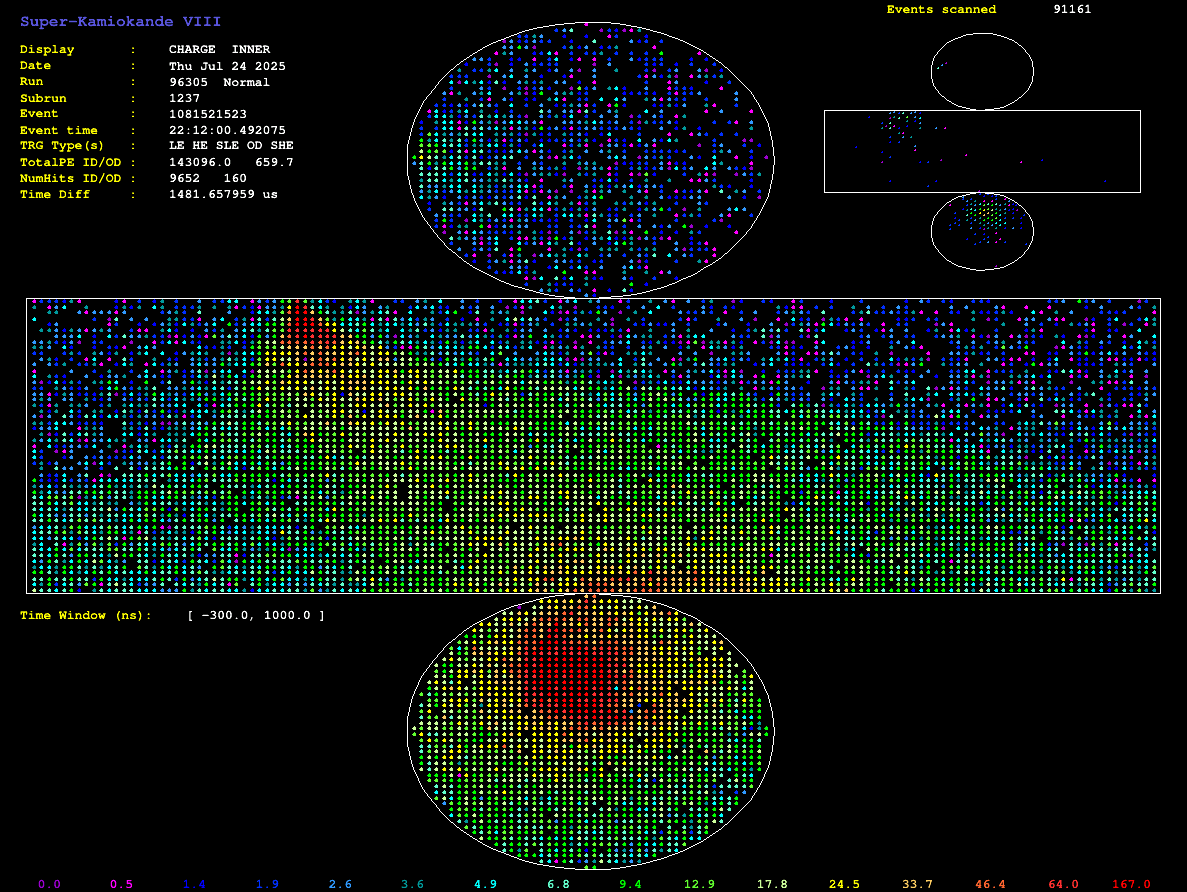 Super-Kamiokande VIII
Events scanned 91161
Display : CHARGE INNER
Date : Thu Jul 24 2025
Run : 96305 Normal
Subrun : 1237
Event : 1081521523
Event time : 22:12:00.492075
TRG Type(s) : LE HE SLE OD SHE
TotalPE ID/OD : 143096.0 659.7
NumHits ID/OD : 9652 160
Time Diff : 1481.657959 us
Time Window (ns): [ -300.0, 1000.0 ]
0.0 0.5 1.4 1.9 2.6 3.6 4.9 6.8 9.4 12.9 17.8 24.5 33.7 46.4 64.0 167.0